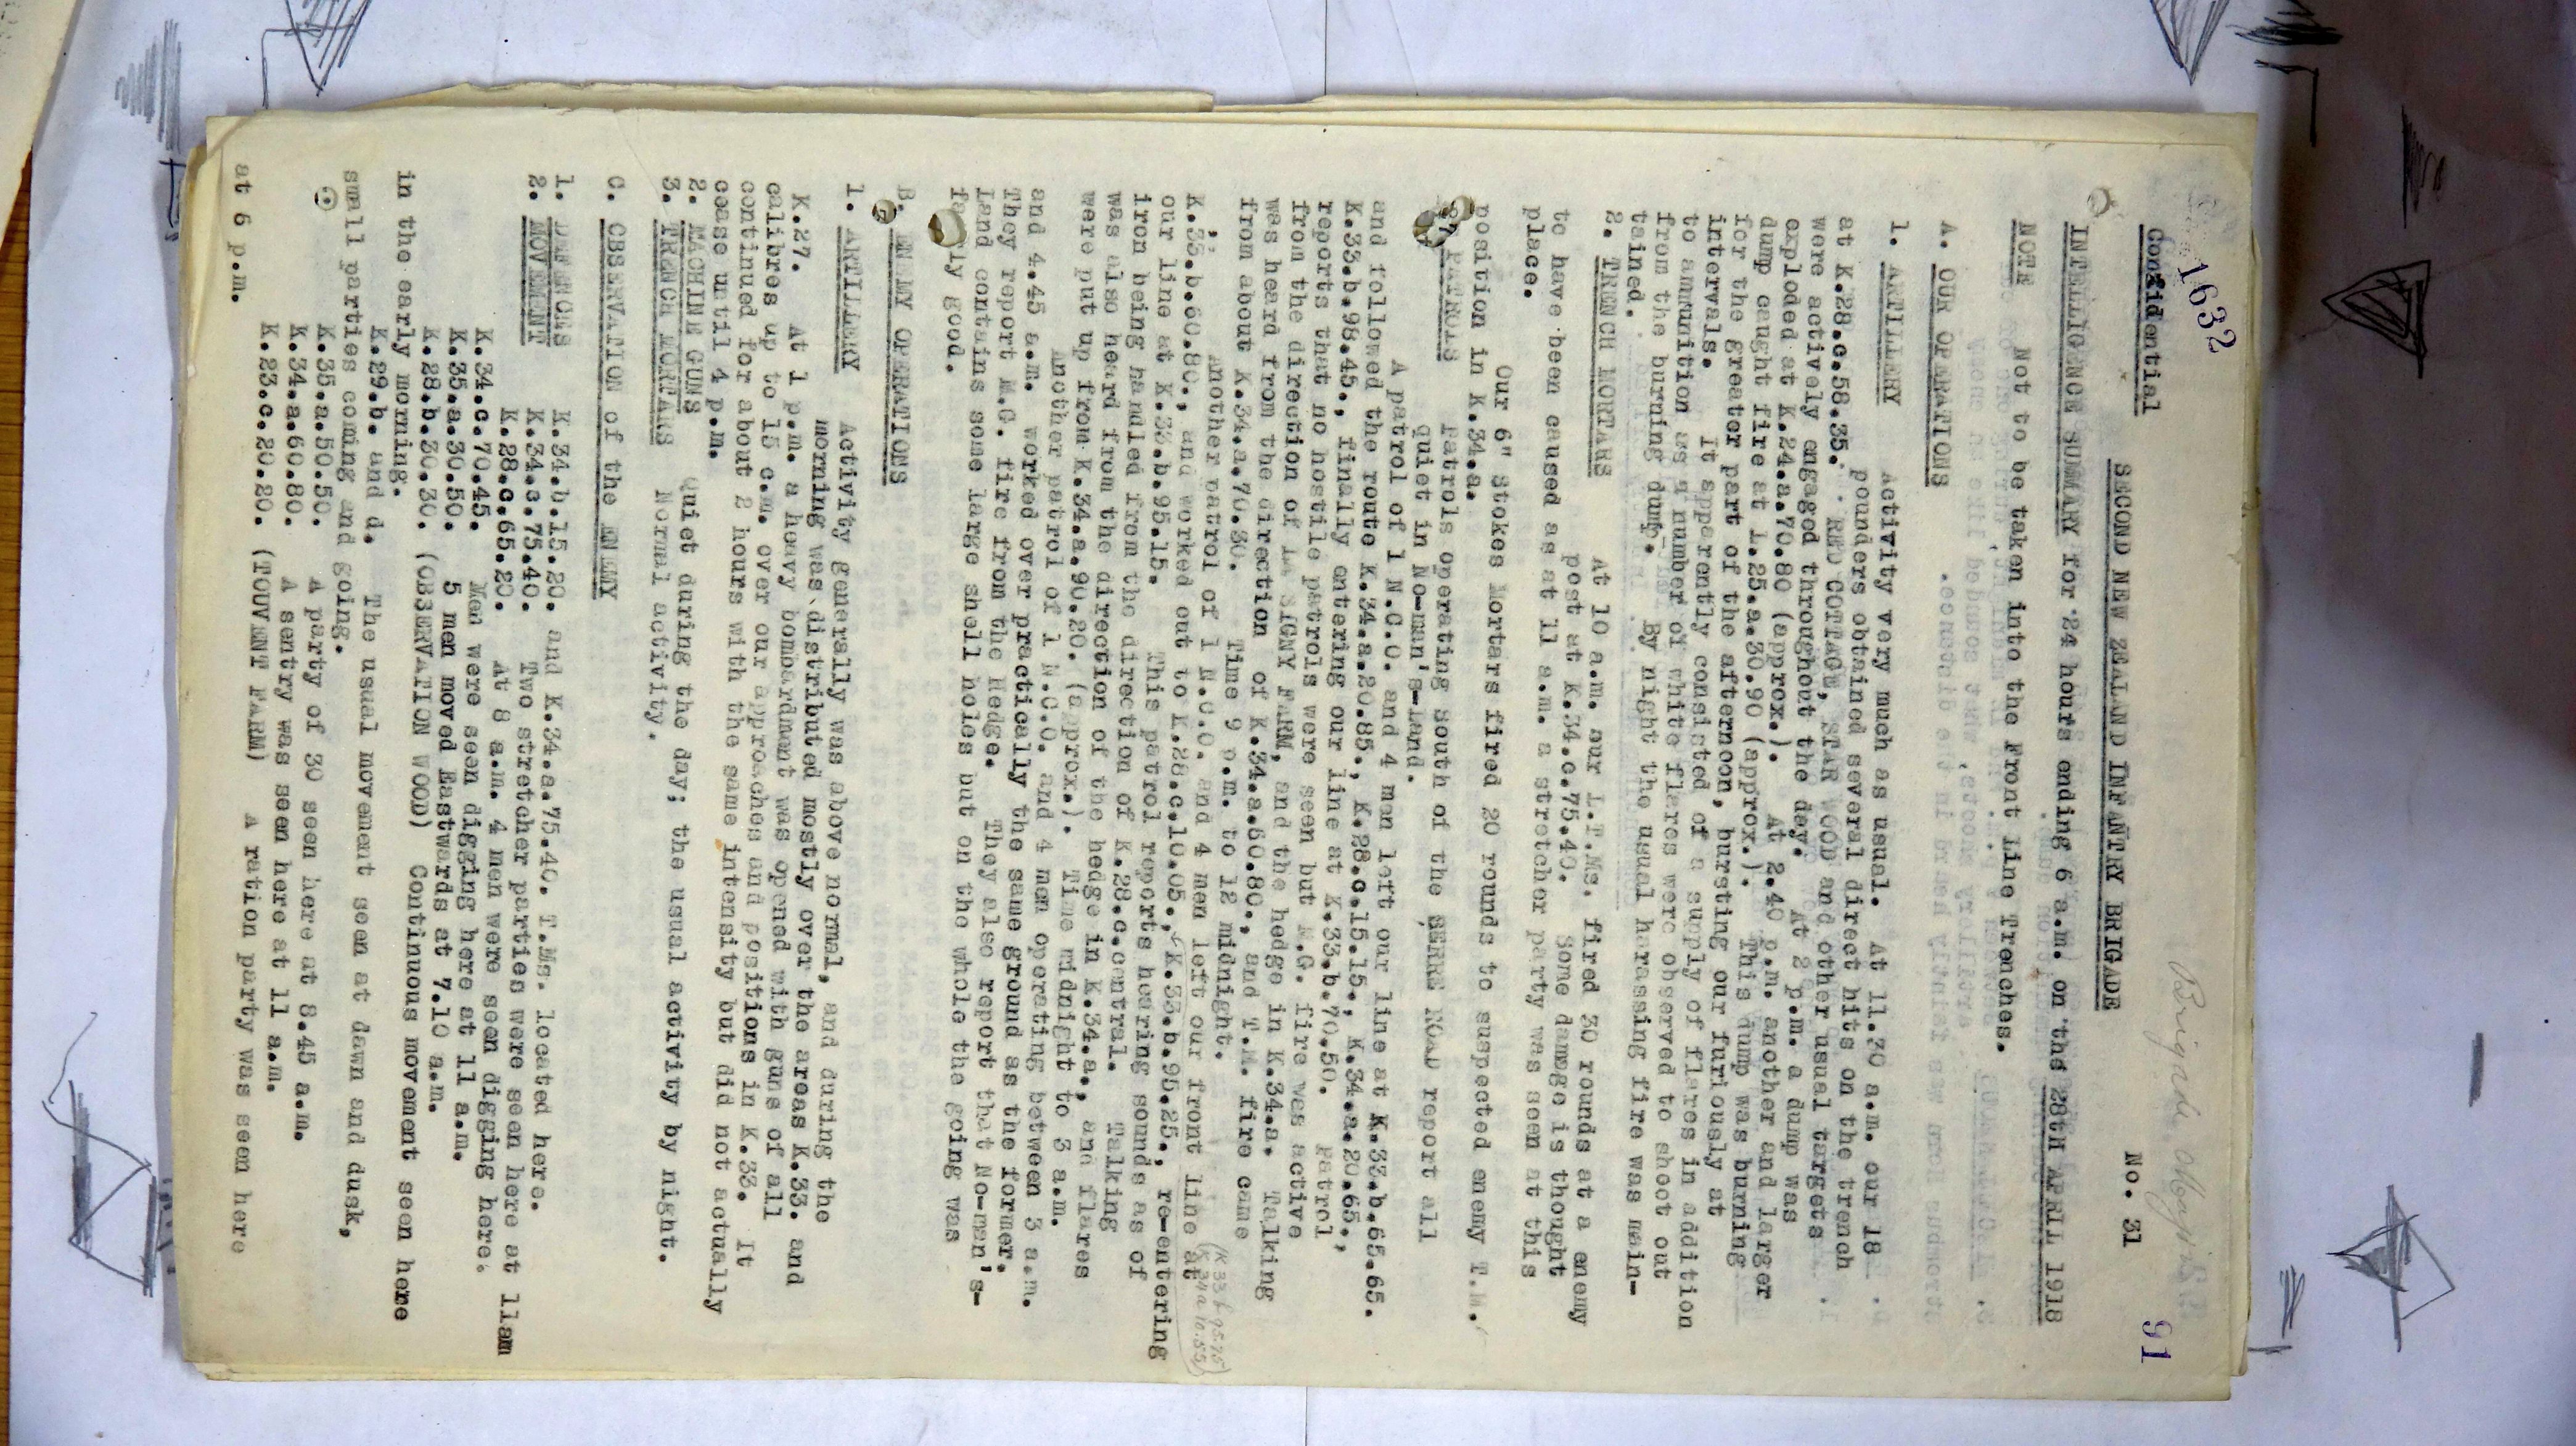 1632
Brigade Major
91
Confidential
SECOND NEW ZEALAND INFANTRY BRIGADE
No. 31
INTELLIGENCE SUMMARY for 24 hours ending 6 a.m. on the 28TH APRIL 1918
NOTE Not to be taken into the Front Line Trenches.
A. OUR OPERATIONS
1. ARTILLERY Activity very much as usual. At 11.30 a.m. our 18
pounders obtained several direct hits on the trench
at K.28.c.58.35. RED COTTAGE, STAR WOOD and other usual targets
were actively engaged throughout the day. At 2 p.m. a dump was
exploded at K.24.a.70.80 (approx.). At 2.40 p.m. another and larger
dump caught fire at L.25.a.30.90 (approx.). This dump was burning
for the greater part of the afternoon, bursting our furiously at
intervals. It apparently consisted of a supply of flares in addition
to ammunition as a number of white flares were observed to shoot out
from the burning dump. By night the usual harassing fire was main-
tained.
2. TRENCH MORTARS At 10 a.m. our L.T.Ms. fired 30 rounds at a enemy
post at K.34.c.75.40. Some damage is thought
to have been caused as at 11 a.m. a stretcher party was seen at this
place.
Our 6" Stokes Mortars fired 20 rounds to suspected enemy T.M.
position in K.34.a.
PATROLS Patrols operating South of the SERRE ROAD report all
quiet in No-man's-land.
A patrol of 1 N.C.O. and 4 men left our line at K.33.b.65.65.
and followed the route K.34.a.20.85., K.28.c.15.15., K.34.a.20.65.,
K.33.b.98.45., finally entering our line at K.33.b.70.50. Patrol
reports that no hostile patrols were seen but M.G. fire was active
from the direction of LA SIGNY FARM, and the hedge in K.34.a. Talking
was heard from the direction of K.34.a.60.80., and T.M. fire came
from about K.34.a.70.30. Time 9 p.m. to 12 midnight.
Another patrol of 1 N.C.O. and 4 men left our front line at
(K 33 b 95.75
K 34 a 10.55)
K.33.b.60.80., and worked out to K.28.c.10.05., K.33.b.95.25., re-entering
our line at K.33.b.95.15. This patrol reports hearing sounds as of
iron being handled from the direction of K.28.c.central. Talking
was also heard from the direction of the hedge in K.34.a., and flares
were put up from K.34.a.90.20. (approx.). Time midnight to 3 a.m.
Another patrol of 1 N.C.O. and 4 men operating between 3 a.m.
and 4.45 a.m. worked over practically the same ground as the former.
They report M.G. fire from the Hedge. They also report that No-man's-
Land contains some large shell holes but on the whole the going was
fairly good.
B. ENEMY OPERATIONS
1. ARTILLERY Activity generally was above normal, and during the
morning was distributed mostly over the areas K.33. and
K.27. At 1 p.m. a heavy bombardment was opened with guns of all
calibres up to 15 c.m. over our approaches and positions in K.33. It
continued for about 2 hours with the same intensity but did not actually
cease until 4 p.m.
2. MACHINE GUNS Quiet during the day; the usual activity by night.
3. TRENCH MORTARS Normal activity.
C. OBSERVATION of the ENEMY
1. DEFENCES K.34.b.15.20. and K.34.a.75.40. T.Ms. located here.
2. MOVEMENT K.34.c.75.40. Two stretcher parties were seen here at 11am
K.28.c.65.20. At 8 a.m. 4 men were seen digging here.
K.34.c.70.45. Men were seen digging here at 11 a.m.
K.35.a.30.50. 5 men moved Eastwards at 7.10 a.m.
K.28.b.30.30. (OBSERVATION WOOD) Continuous movement seen here
in the early morning.
K.29.b. and d. The usual movement seen at dawn and dusk,
small parties coming and going.
K.35.a.50.50. A party of 30 seen here at 8.45 a.m.
K.34.a.60.80. A sentry was seen here at 11 a.m.
K.23.c.20.20. (TOUVENT FARM) A ration party was seen here
at 6 p.m.